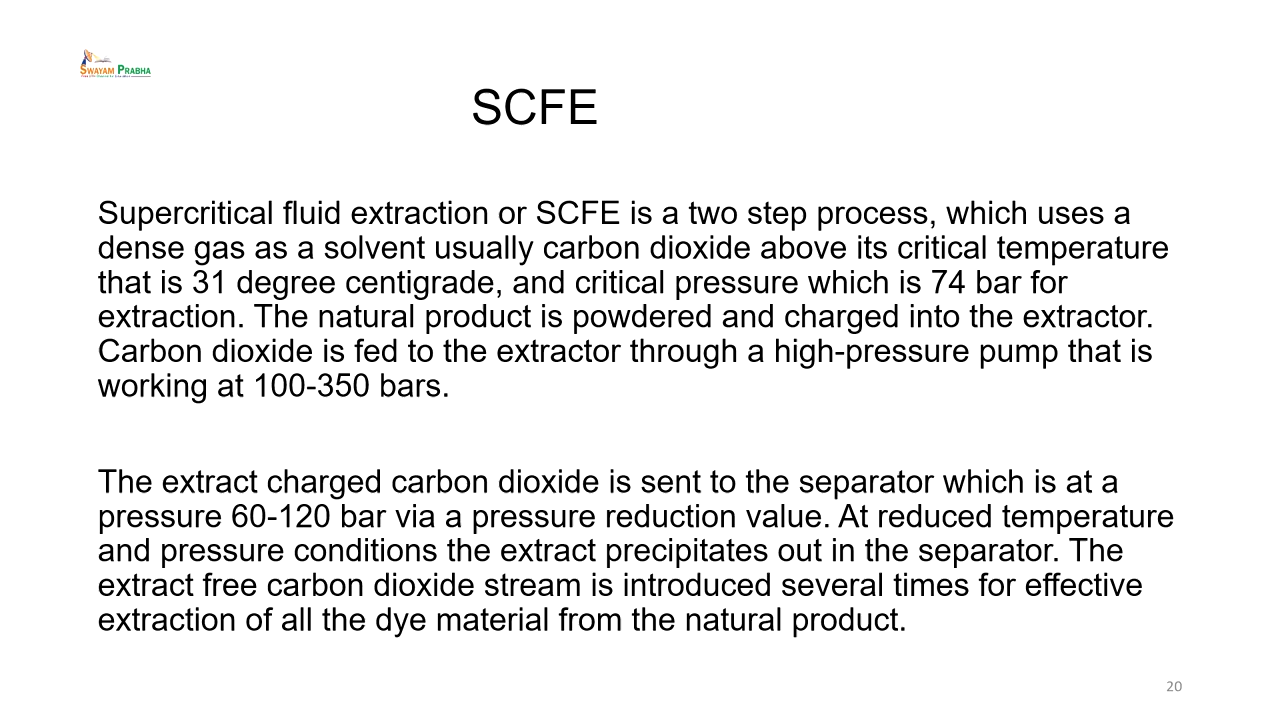 SWAYAM PRABHA
SCFE
Supercritical fluid extraction or SCFE is a two step process, which uses a
dense gas as a solvent usually carbon dioxide above its critical temperature
that is 31 degree centigrade, and critical pressure which is 74 bar for
extraction. The natural product is powdered and charged into the extractor.
Carbon dioxide is fed to the extractor through a high-pressure pump that is
working at 100-350 bars.
The extract charged carbon dioxide is sent to the separator which is at a
pressure 60-120 bar via a pressure reduction value. At reduced temperature
and pressure conditions the extract precipitates out in the separator. The
extract free carbon dioxide stream is introduced several times for effective
extraction of all the dye material from the natural product.
20